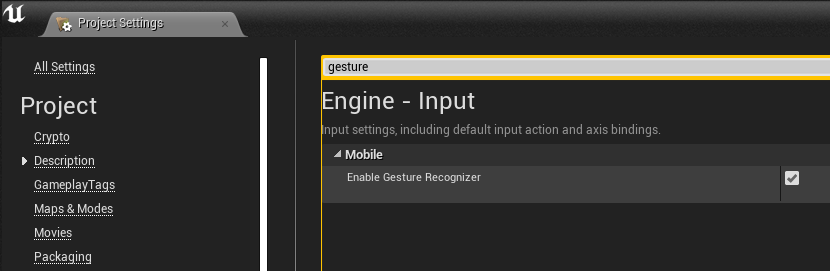 Project Settings
All Settings
Project
Crypto
Description
GameplayTags
Maps & Modes
Movies
Packaging
gesture
Engine - Input
Input settings, including default input action and axis bindings.
Mobile
Enable Gesture Recognizer